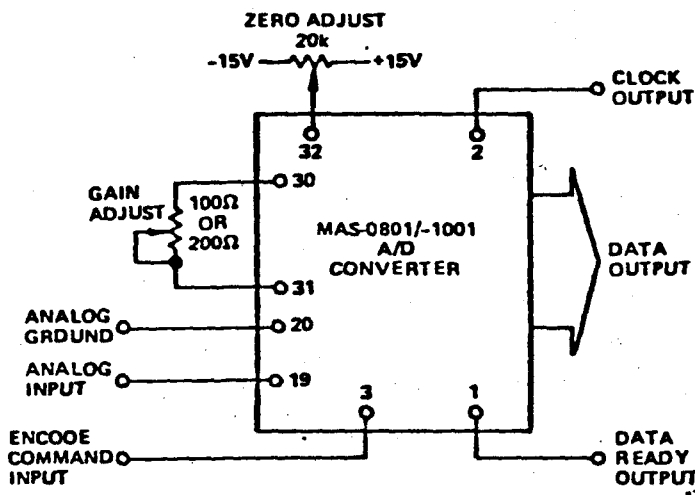 ZERO ADJUST
20k
-15V
+15V
CLOCK
OUTPUT
32
2
30
GAIN
ADJUST
100Ω
OR
200Ω
MAS-0801/-1001
A/D
CONVERTER
DATA
OUTPUT
31
ANALOG
GRDUND
20
ANALOG
INPUT
19
3
1
ENCODE
COMMAND
INPUT
DATA
READY
OUTPUT